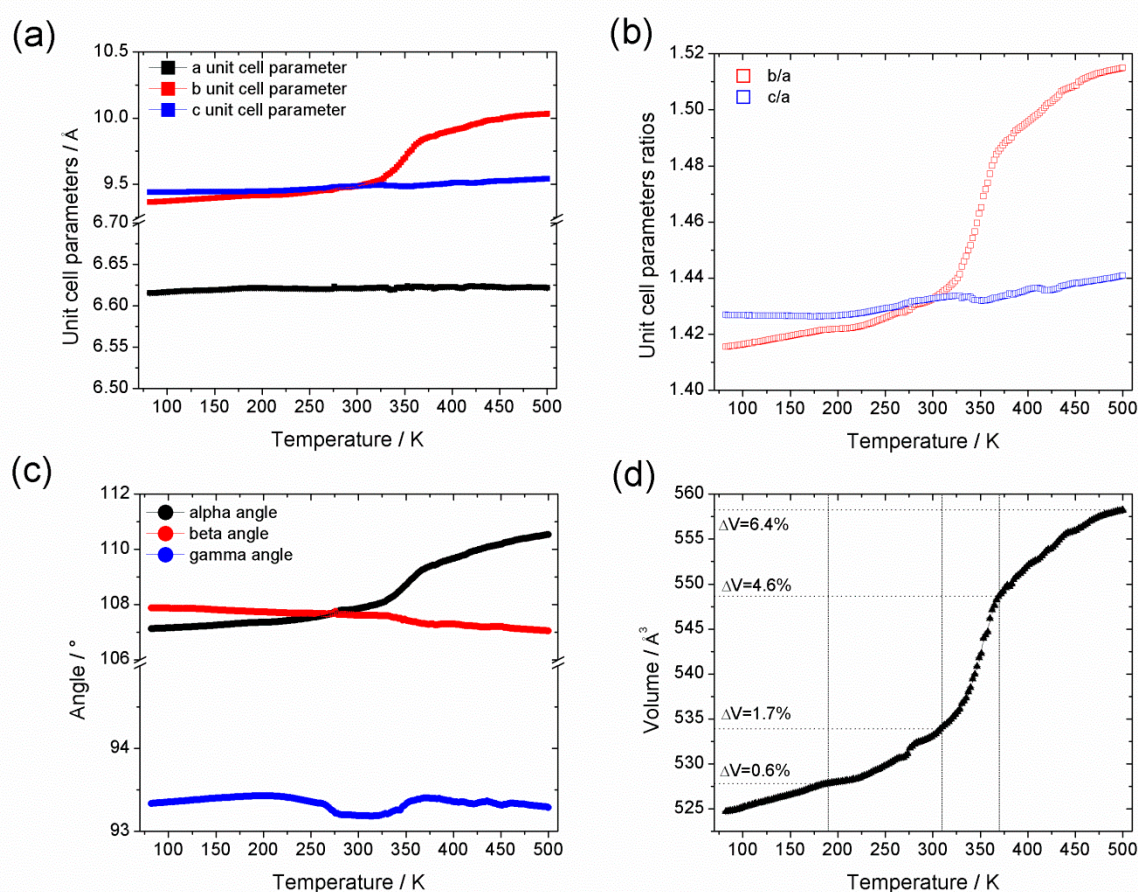 (a)
10.5
10.0
9.5
6.70
6.65
6.60
6.55
6.50
Unit cell parameters / Å
a unit cell parameter
b unit cell parameter
c unit cell parameter
100 150 200 250 300 350 400 450 500
Temperature / K
(b)
1.52
1.50
1.48
1.46
1.44
1.42
1.40
Unit cell parameters ratios
b/a
c/a
100 150 200 250 300 350 400 450 500
Temperature / K
(c)
112
110
108
106
94
93
Angle / °
alpha angle
beta angle
gamma angle
100 150 200 250 300 350 400 450 500
Temperature / K
(d)
560
555
550
545
540
535
530
525
Volume / Å³
ΔV=6.4%
ΔV=4.6%
ΔV=1.7%
ΔV=0.6%
100 150 200 250 300 350 400 450 500
Temperature / K